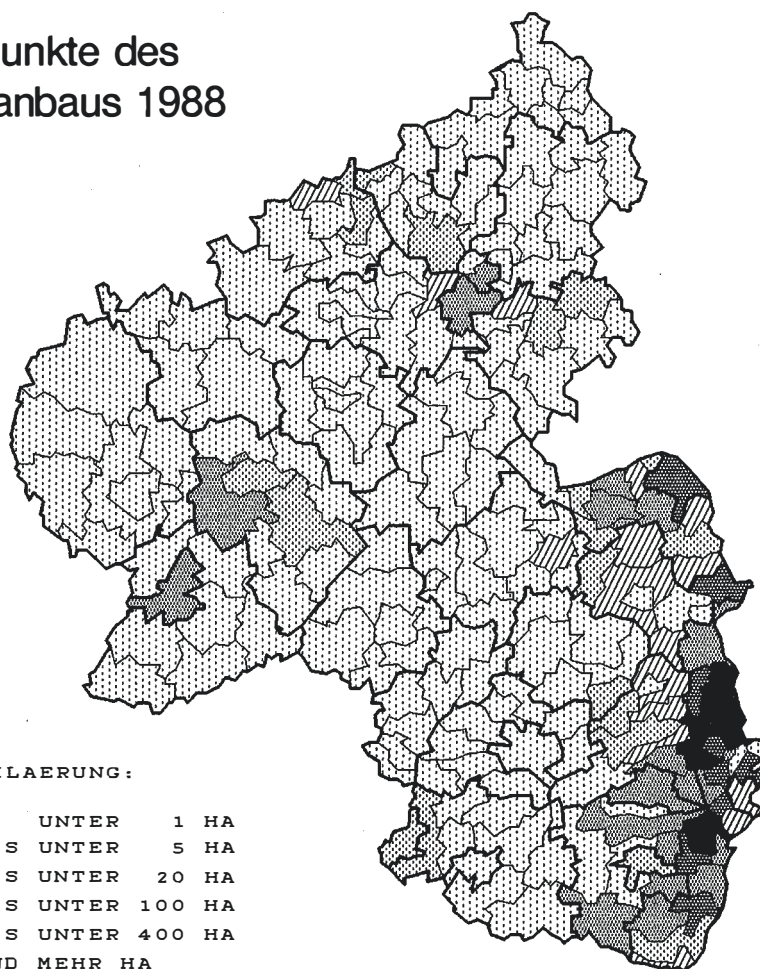 unkte des
anbaus 1988
LAERUNG:
UNTER 1 HA
S UNTER 5 HA
S UNTER 20 HA
S UNTER 100 HA
S UNTER 400 HA
ND MEHR HA